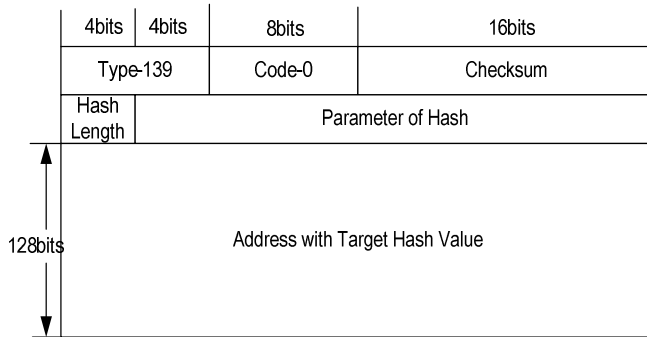 4bits 4bits 8bits 16bits
Type-139 Code-0 Checksum
Hash
Length
Parameter of Hash
128bits
Address with Target Hash Value